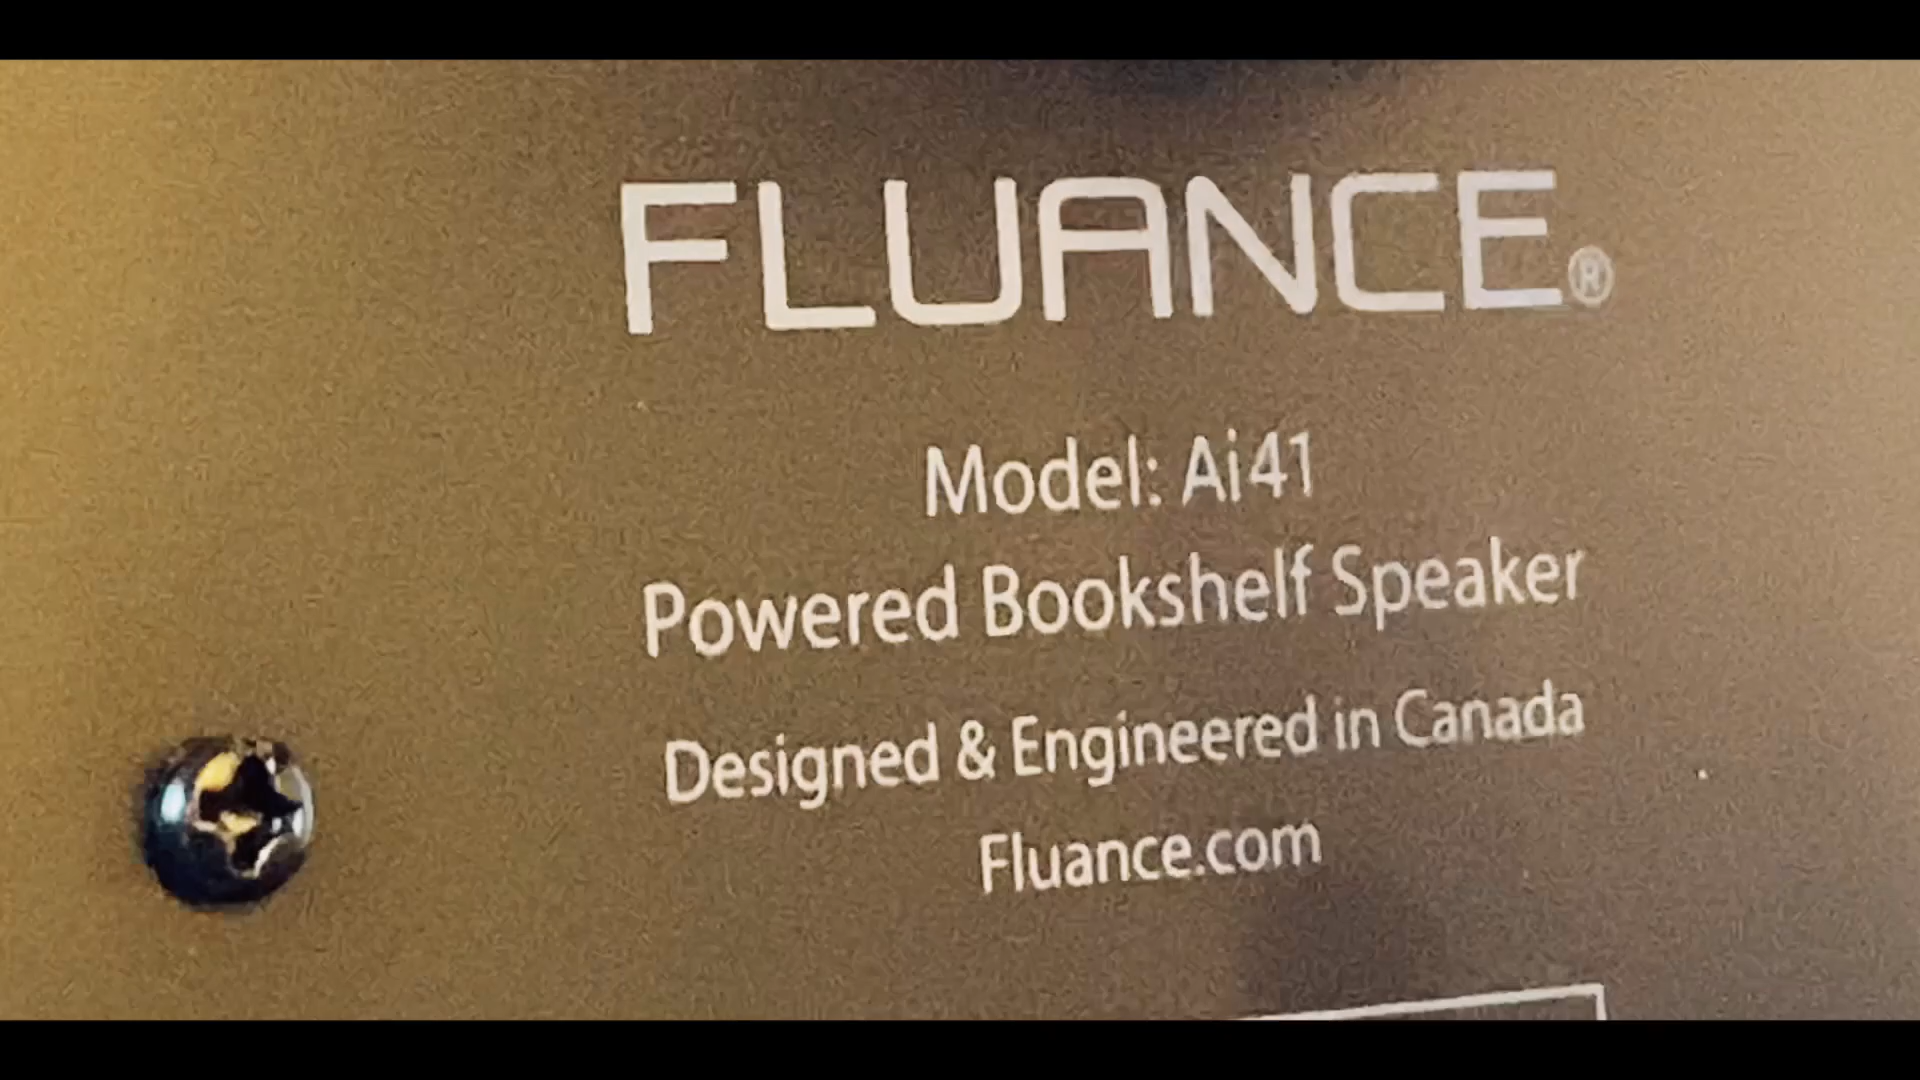 FLUANCE®
Model: Ai41
Powered Bookshelf Speaker
Designed & Engineered in Canada
Fluance.com